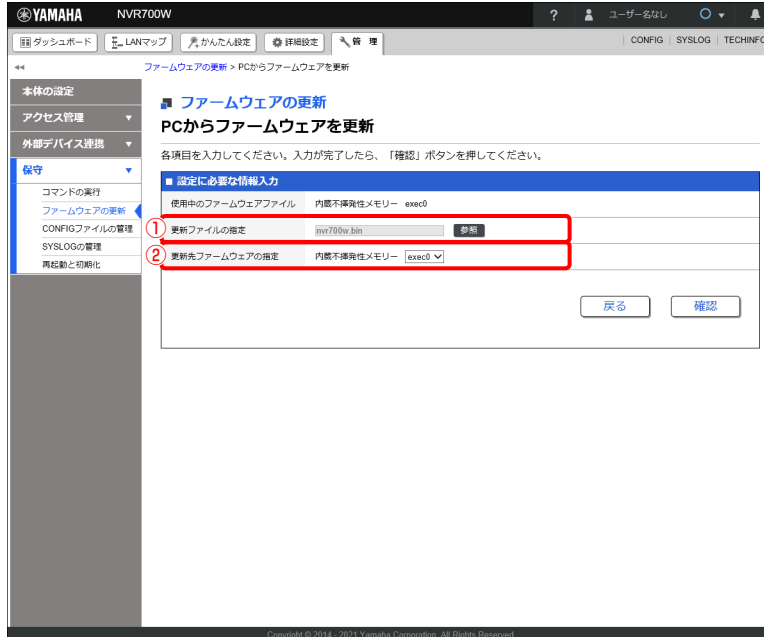 YAMAHA NVR700W ? ユーザー名なし
ダッシュボード LANマップ かんたん設定 詳細設定 管 理 CONFIG SYSLOG TECHINFO
ファームウェアの更新 > PCからファームウェアを更新
本体の設定
アクセス管理
外部デバイス連携
保守
コマンドの実行
ファームウェアの更新
CONFIGファイルの管理
SYSLOGの管理
再起動と初期化
ファームウェアの更新
PCからファームウェアを更新
各項目を入力してください。入力が完了したら、「確認」ボタンを押してください。
設定に必要な情報入力
使用中のファームウェアファイル 内蔵不揮発性メモリー exec0
① 更新ファイルの指定 nvr700w.bin 参照
② 更新先ファームウェアの指定 内蔵不揮発性メモリー exec0
戻る 確認
Copyright © 2014 - 2021 Yamaha Corporation. All Rights Reserved.